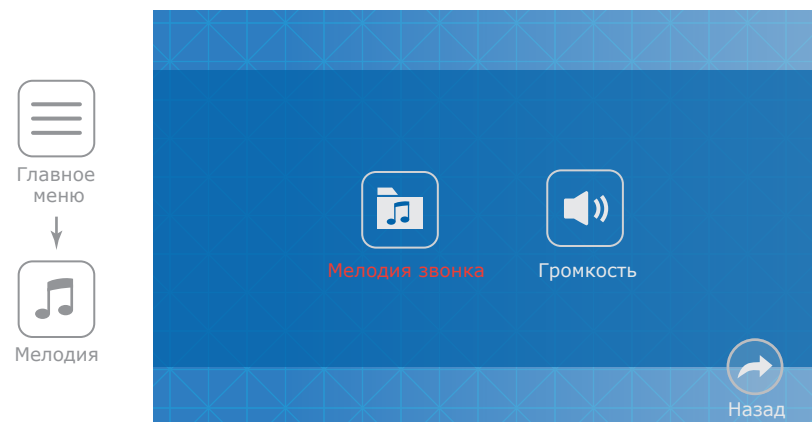 Главное
меню
Мелодия
Мелодия звонка
Громкость
Назад